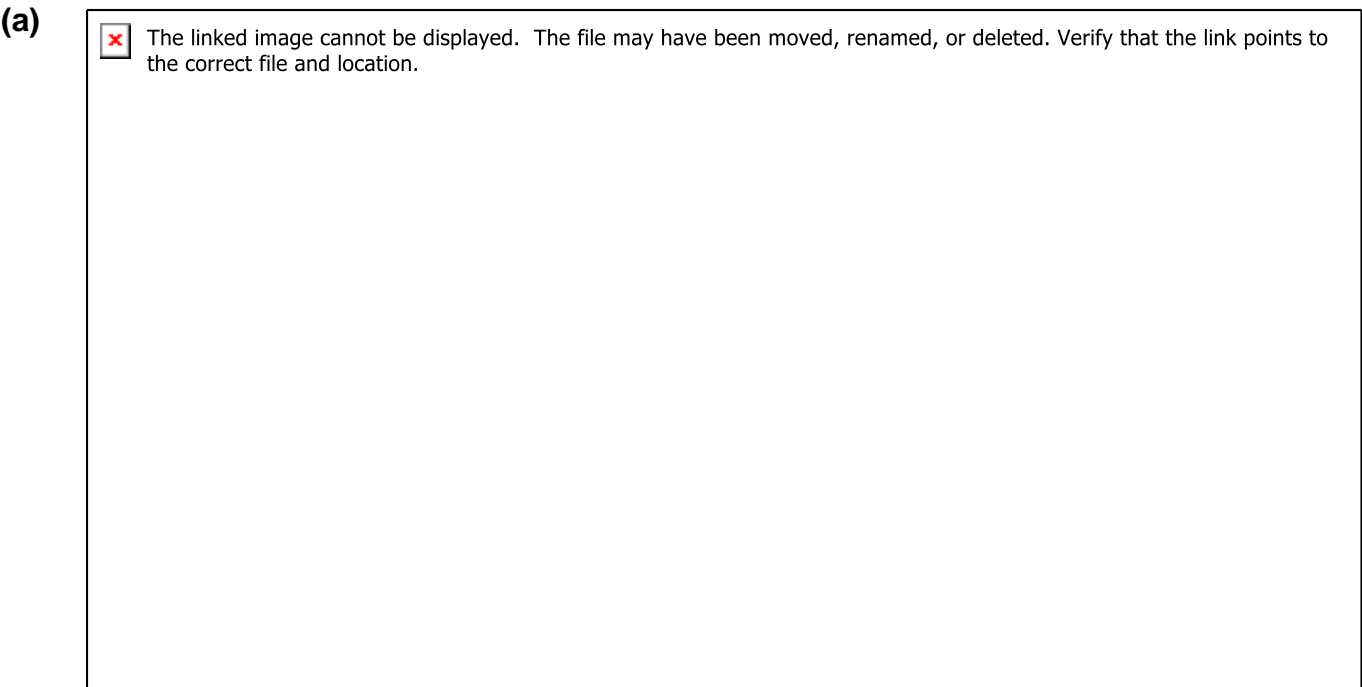 (a)
The linked image cannot be displayed.  The file may have been moved, renamed, or deleted. Verify that the link points to
the correct file and location.